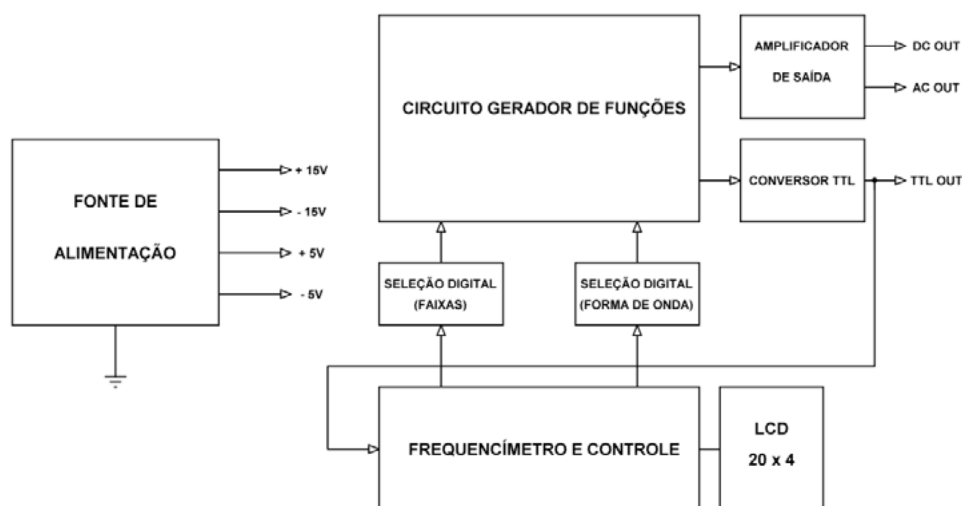 FONTE DE
ALIMENTAÇÃO
+ 15V
- 15V
+ 5V
- 5V
CIRCUITO GERADOR DE FUNÇÕES
AMPLIFICADOR
DE SAÍDA
DC OUT
AC OUT
CONVERSOR TTL
TTL OUT
SELEÇÃO DIGITAL
(FAIXAS)
SELEÇÃO DIGITAL
(FORMA DE ONDA)
FREQUENCÍMETRO E CONTROLE
LCD
20 x 4